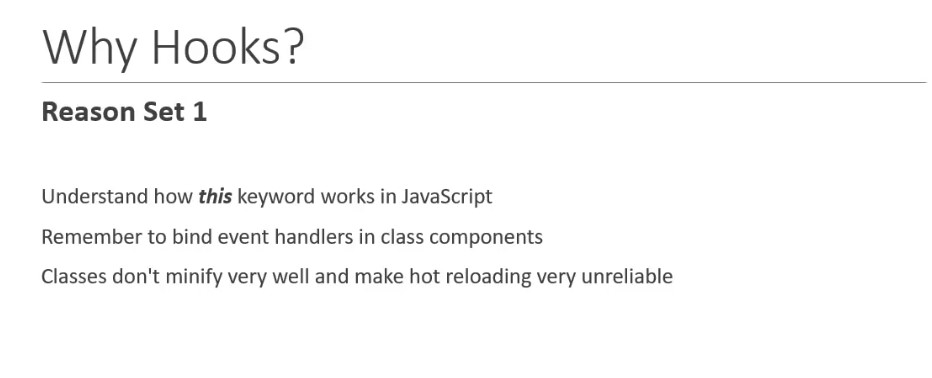 Why Hooks?
Reason Set 1
Understand how this keyword works in JavaScript
Remember to bind event handlers in class components
Classes don't minify very well and make hot reloading very unreliable